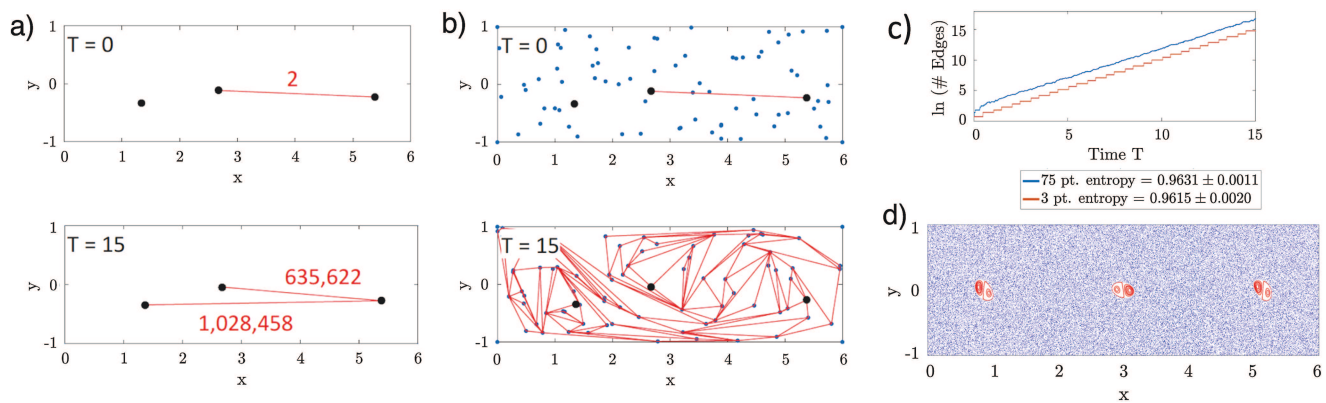 a)
T = 0
2
y
1
0
-1
0 1 2 3 4 5 6
x
T = 15
635,622
1,028,458
y
1
0
-1
0 1 2 3 4 5 6
x
b)
T = 0
y
1
0
-1
0 1 2 3 4 5 6
x
T = 15
y
1
0
-1
0 1 2 3 4 5 6
x
c)
ln (# Edges)
15
10
5
0
0 5 10 15
Time T
75 pt. entropy = 0.9631 ± 0.0011
3 pt. entropy = 0.9615 ± 0.0020
d)
y
1
0
-1
0 1 2 3 4 5 6
x